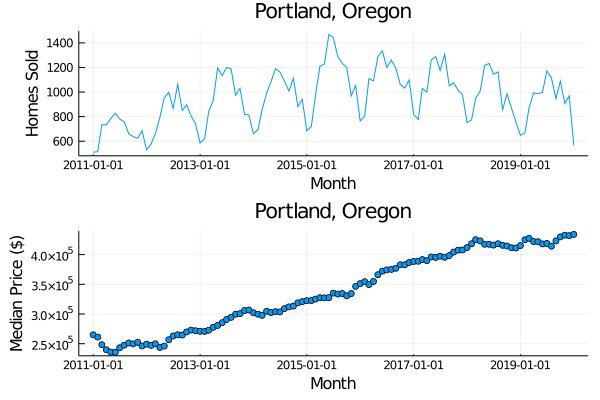 Portland, Oregon
Homes Sold
1400
1200
1000
800
600
2011-01-01 2013-01-01 2015-01-01 2017-01-01 2019-01-01
Month
Portland, Oregon
Median Price ($)
4.0×10⁵
3.5×10⁵
3.0×10⁵
2.5×10⁵
2011-01-01 2013-01-01 2015-01-01 2017-01-01 2019-01-01
Month